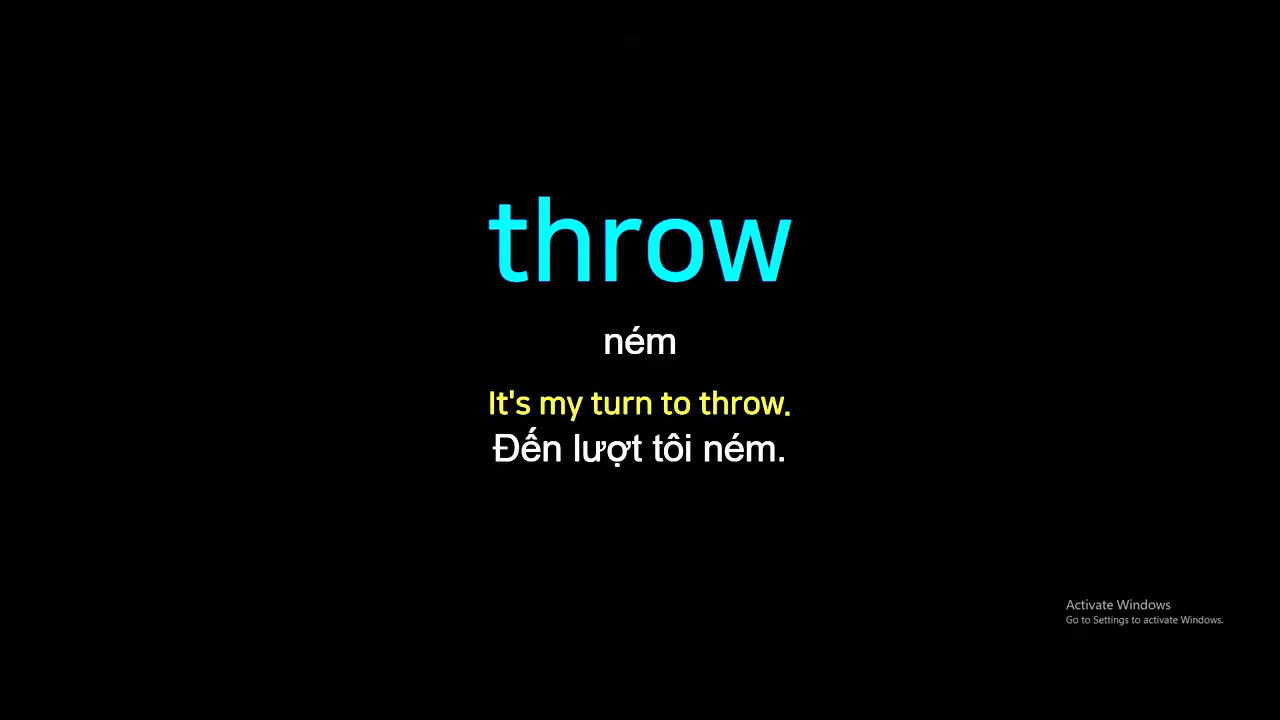 throw
ném
It's my turn to throw.
Đến lượt tôi ném.
Activate Windows
Go to Settings to activate Windows.